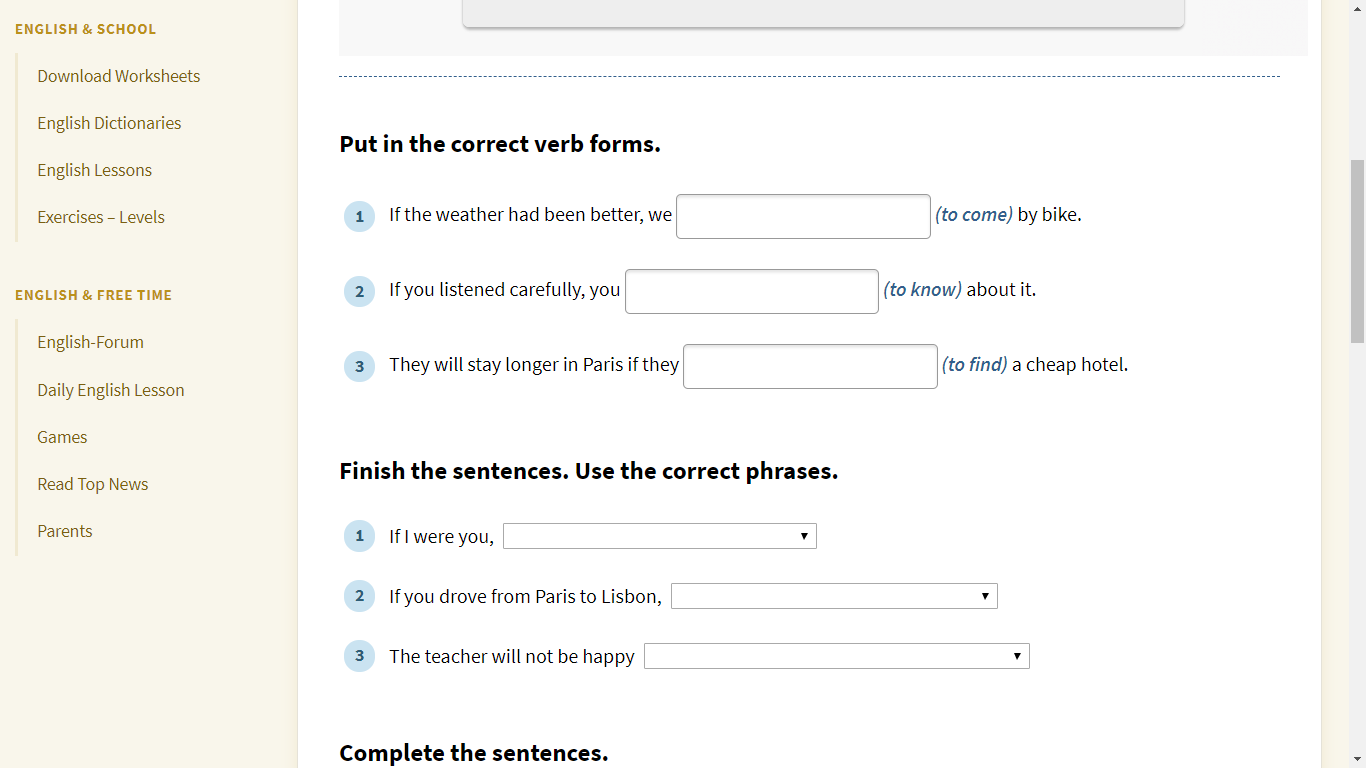 ENGLISH & SCHOOL
Download Worksheets
English Dictionaries
English Lessons
Exercises – Levels
ENGLISH & FREE TIME
English-Forum
Daily English Lesson
Games
Read Top News
Parents
Put in the correct verb forms.
1 If the weather had been better, we (to come) by bike.
2 If you listened carefully, you (to know) about it.
3 They will stay longer in Paris if they (to find) a cheap hotel.
Finish the sentences. Use the correct phrases.
1 If I were you,
2 If you drove from Paris to Lisbon,
3 The teacher will not be happy
Complete the sentences.